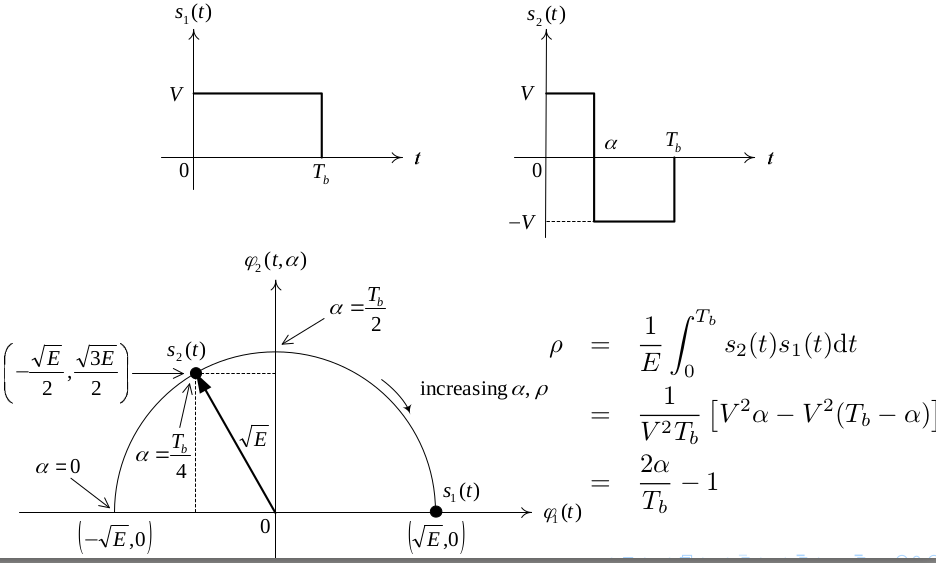 s₁(t)
V
0
T_b
t
s₂(t)
V
α
T_b
0
t
−V
φ₂(t,α)
α = T_b/2
s₂(t)
(−√E/2, √3E/2)
increasing α, ρ
√E
α = T_b/4
α = 0
s₁(t)
0
φ₁(t)
(−√E,0)
(√E,0)
ρ = 1/E ∫₀^{T_b} s₂(t)s₁(t)dt
= 1/(V²T_b) [V²α − V²(T_b − α)]
= 2α/T_b − 1